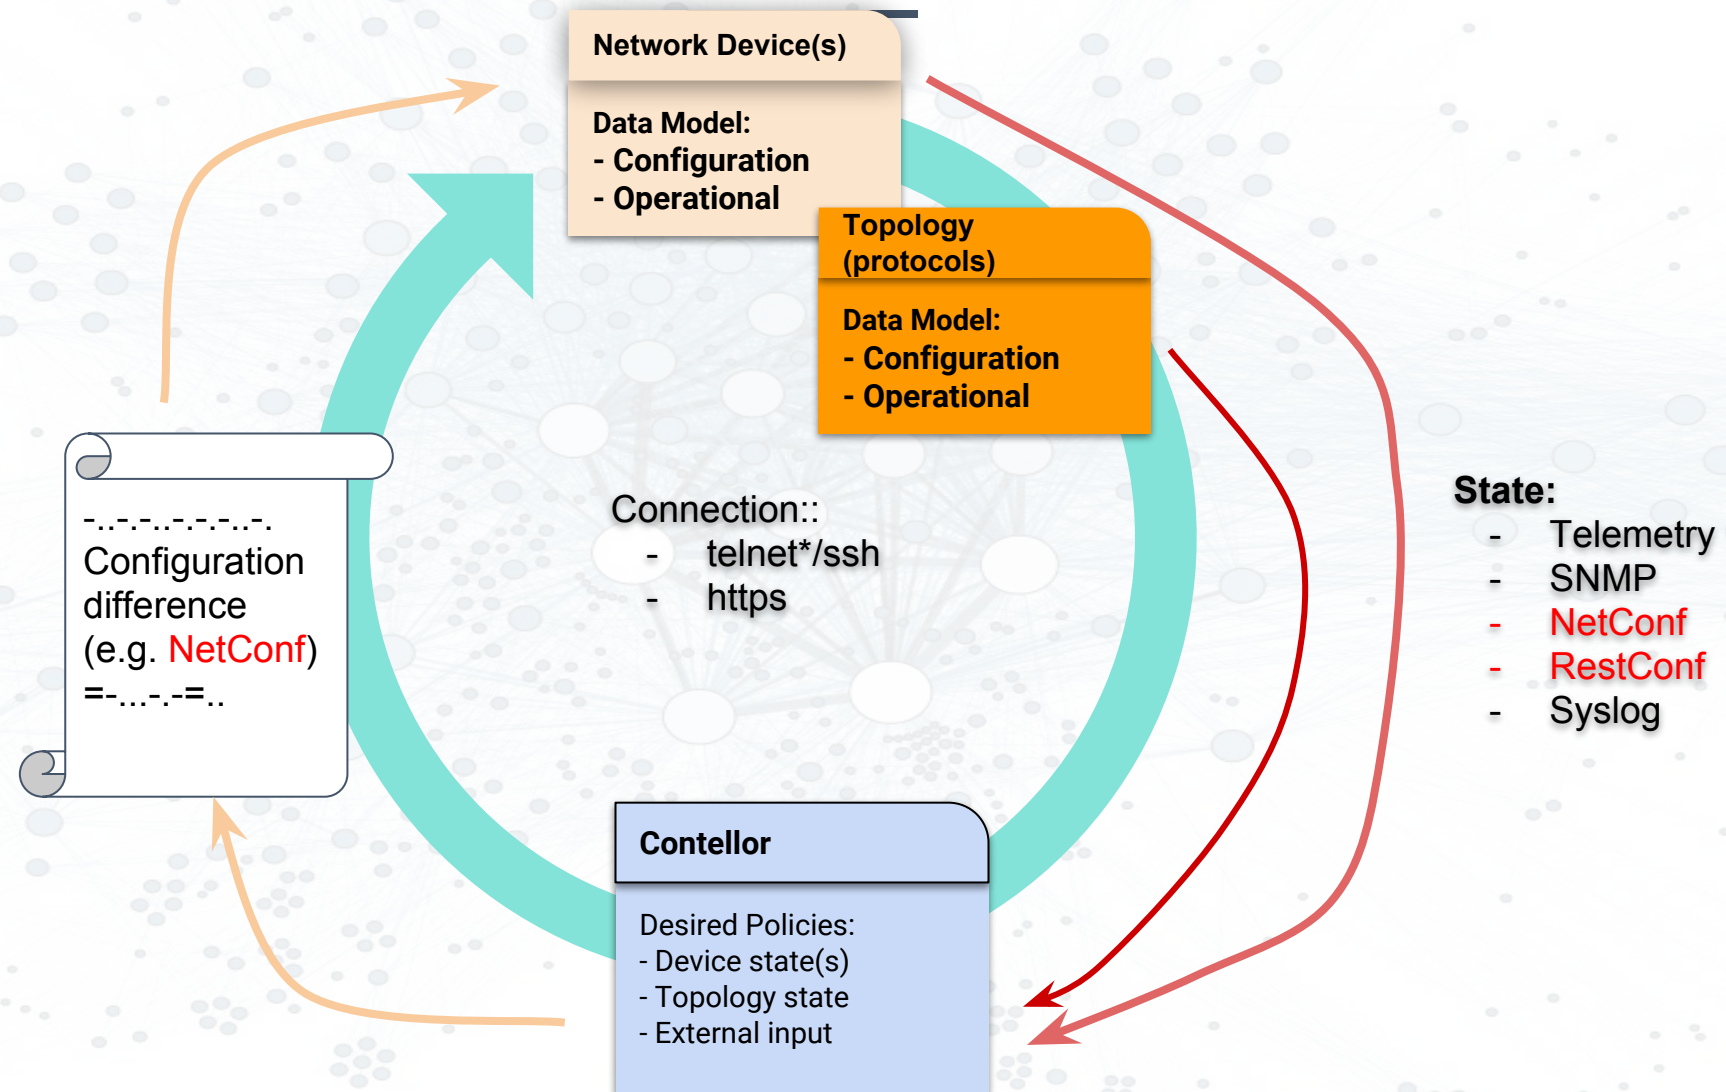 Network Device(s)
Data Model:
- Configuration
- Operational
Topology
(protocols)
Data Model:
- Configuration
- Operational
-..-.-..-.-.-.-..-.
Configuration
difference
(e.g. NetConf)
=-...-.-=..
Connection::
- telnet*/ssh
- https
State:
- Telemetry
- SNMP
- NetConf
- RestConf
- Syslog
Contellor
Desired Policies:
- Device state(s)
- Topology state
- External input